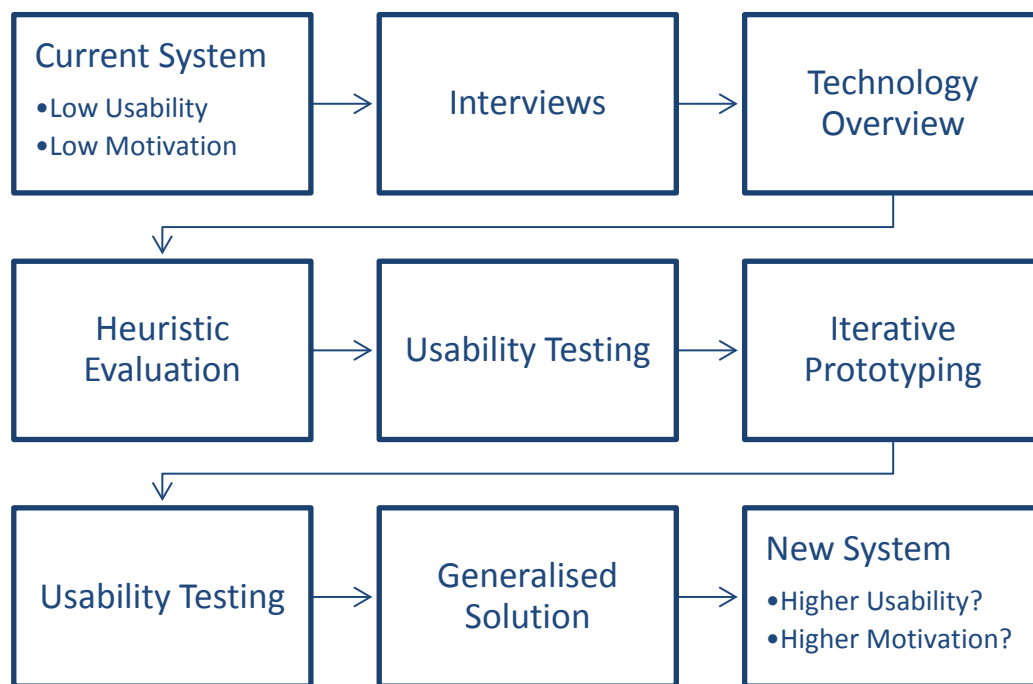 Current System
•Low Usability
•Low Motivation
Interviews
Technology
Overview
Heuristic
Evaluation
Usability Testing
Iterative
Prototyping
Usability Testing
Generalised
Solution
New System
•Higher Usability?
•Higher Motivation?